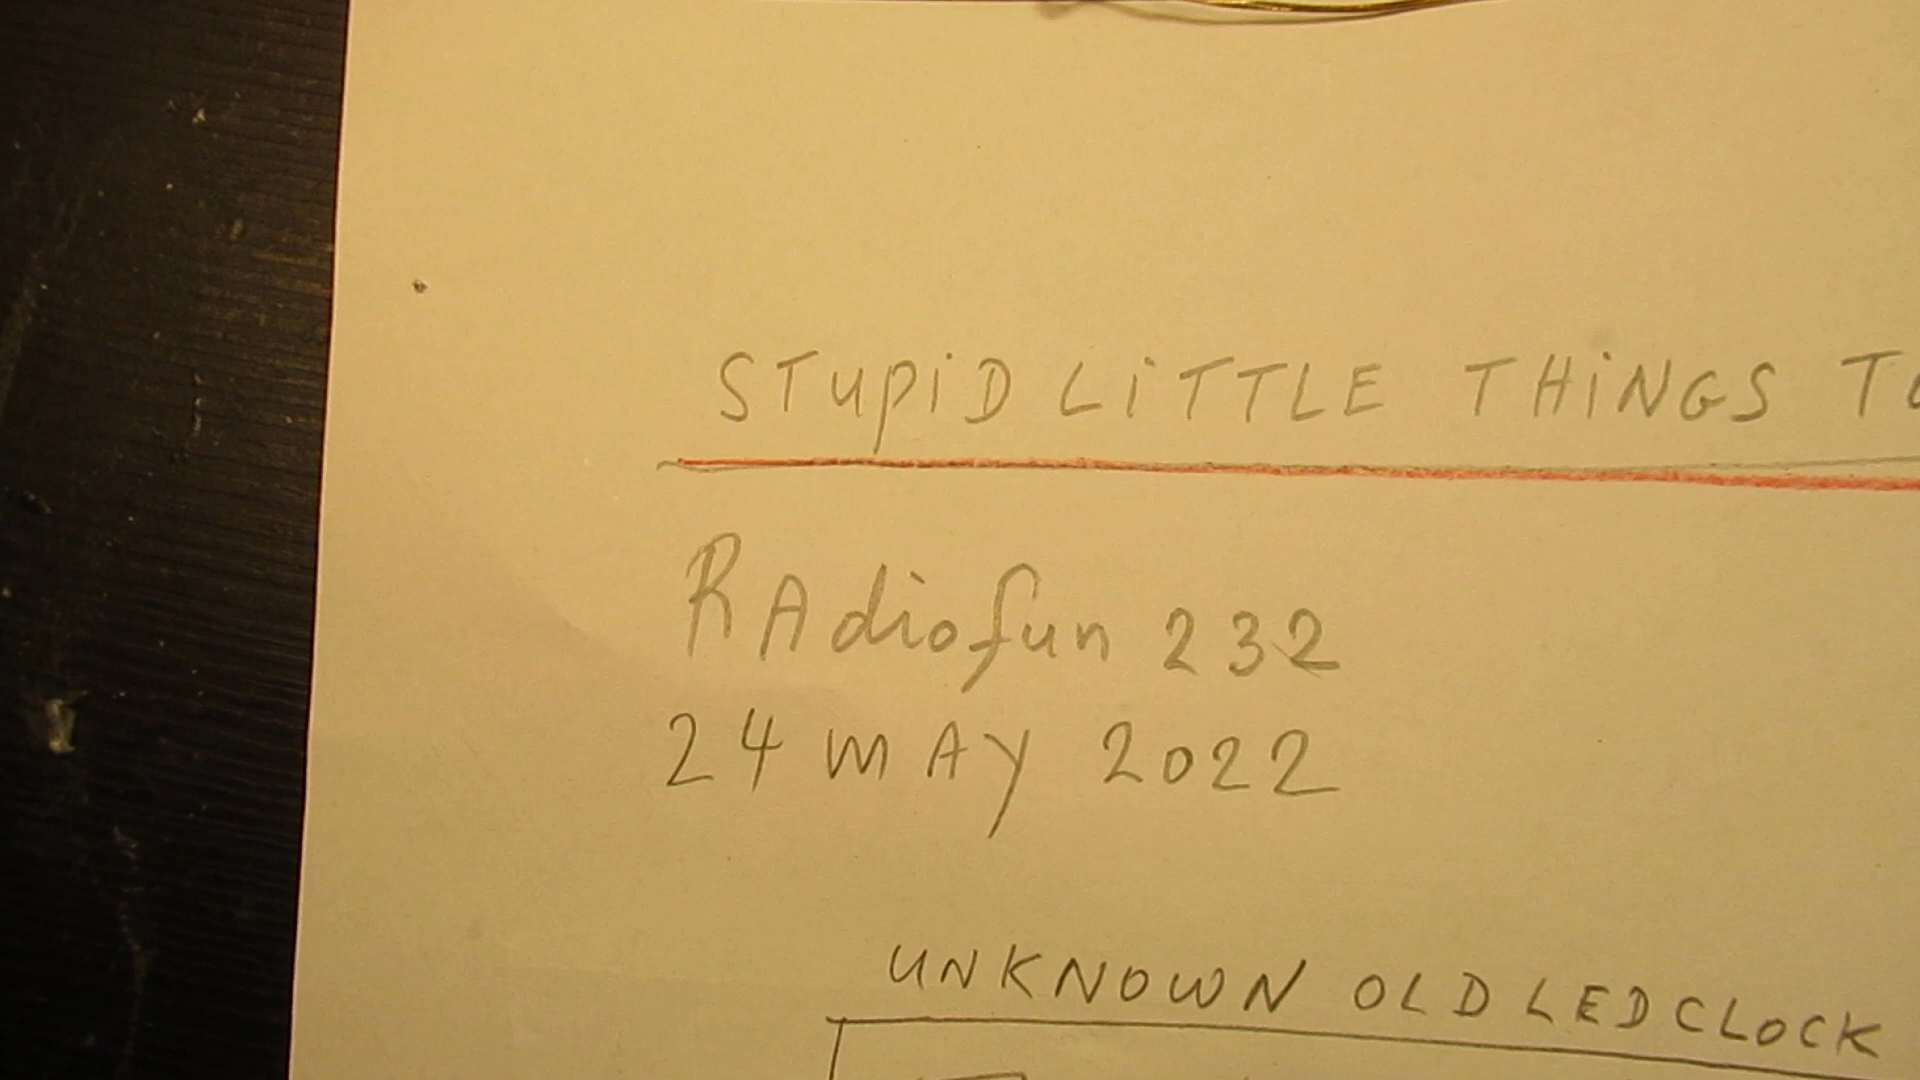 STupiD LiTTLE THiNGS
RAdiofun 232
24 MAY 2022
UNKNOWN OLD LED CLOCK